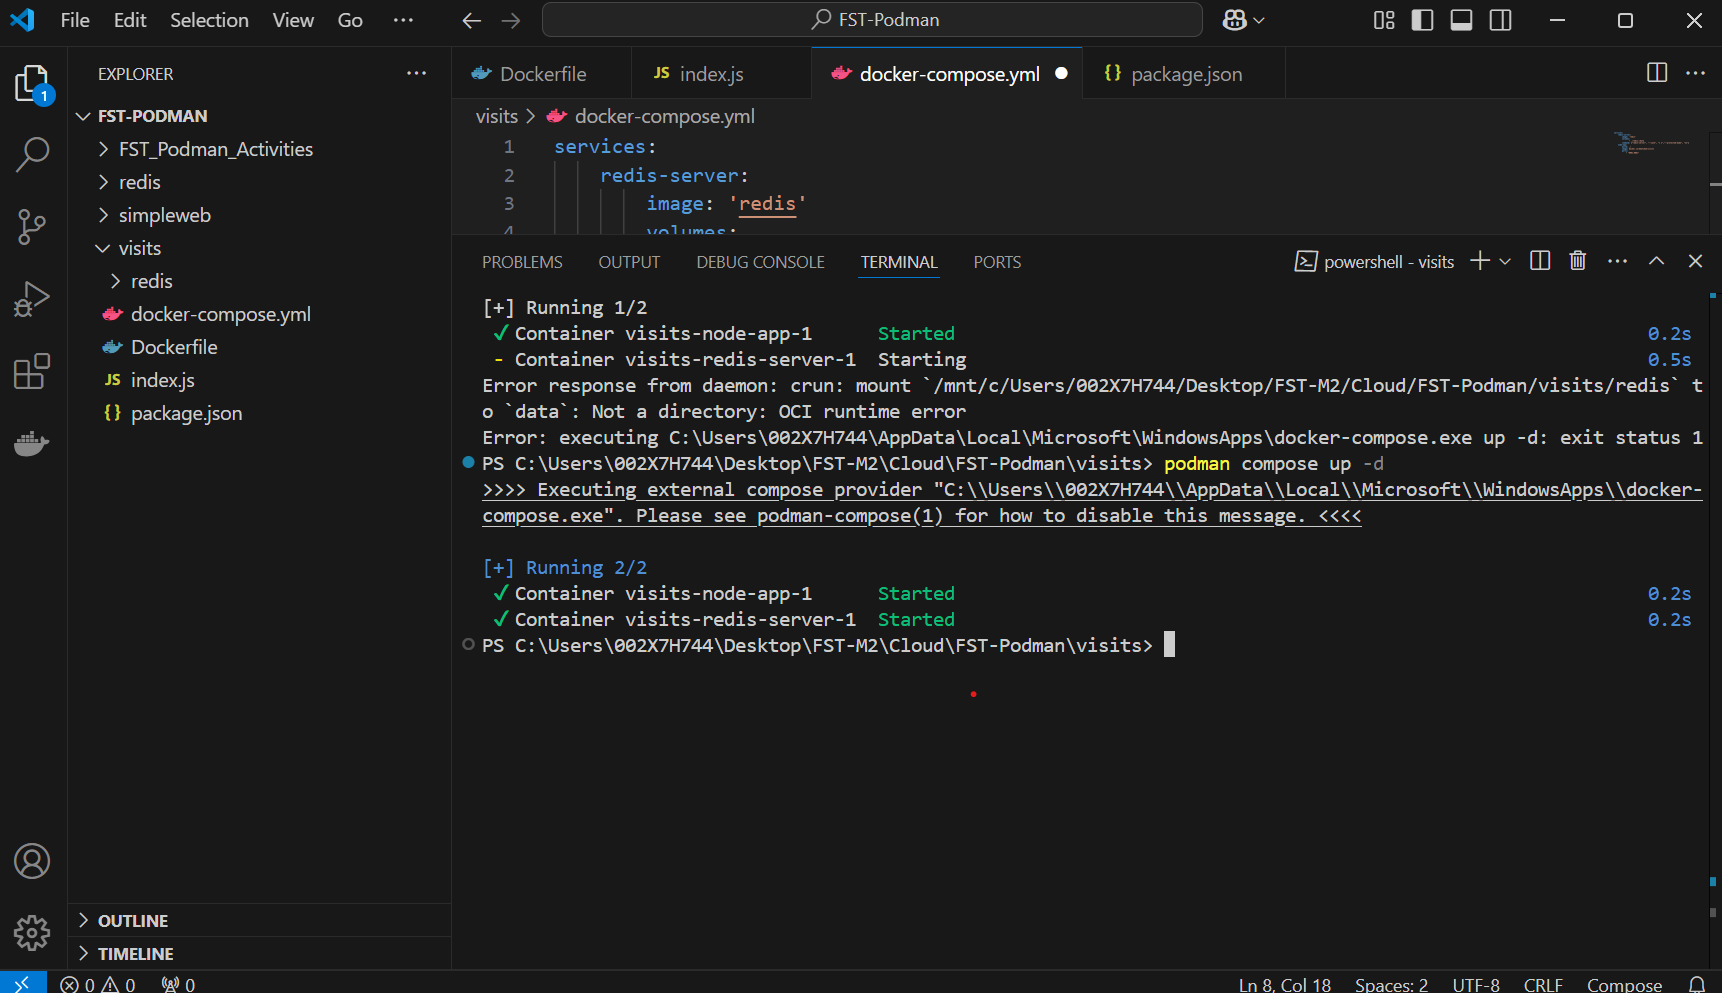 File Edit Selection View Go ··· FST-Podman
EXPLORER ···
1
FST-PODMAN
FST_Podman_Activities
redis
simpleweb
visits
redis
docker-compose.yml
Dockerfile
JS index.js
{} package.json
OUTLINE
TIMELINE
Dockerfile JS index.js docker-compose.yml {} package.json ···
visits > docker-compose.yml
1 services:
2 redis-server:
3 image: 'redis'
4 volumes:
PROBLEMS OUTPUT DEBUG CONSOLE TERMINAL PORTS powershell - visits ···
[+] Running 1/2
✓ Container visits-node-app-1 Started 0.2s
- Container visits-redis-server-1 Starting 0.5s
Error response from daemon: crun: mount `/mnt/c/Users/002X7H744/Desktop/FST-M2/Cloud/FST-Podman/visits/redis` t
o `data`: Not a directory: OCI runtime error
Error: executing C:\Users\002X7H744\AppData\Local\Microsoft\WindowsApps\docker-compose.exe up -d: exit status 1
PS C:\Users\002X7H744\Desktop\FST-M2\Cloud\FST-Podman\visits> podman compose up -d
>>>> Executing external compose provider "C:\\Users\\002X7H744\\AppData\\Local\\Microsoft\\WindowsApps\\docker-
compose.exe". Please see podman-compose(1) for how to disable this message. <<<<
[+] Running 2/2
✓ Container visits-node-app-1 Started 0.2s
✓ Container visits-redis-server-1 Started 0.2s
PS C:\Users\002X7H744\Desktop\FST-M2\Cloud\FST-Podman\visits>
0 0 0 Ln 8, Col 18 Spaces: 2 UTF-8 CRLF Compose